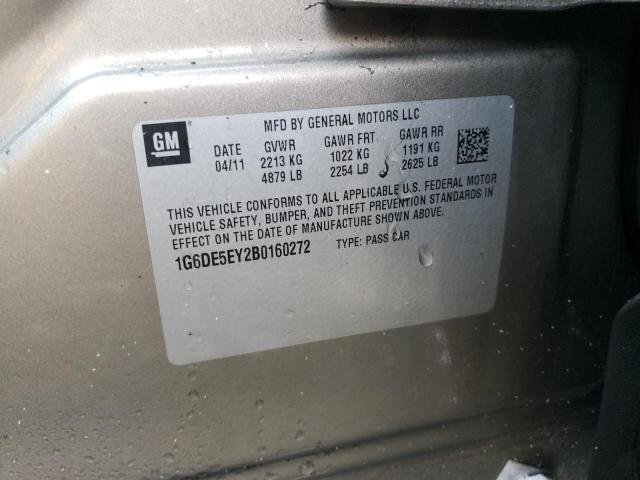 GM
MFD BY GENERAL MOTORS LLC
DATE GVWR GAWR FRT GAWR RR
04/11 2213 KG 1022 KG 1191 KG
4879 LB 2254 LB 2625 LB
THIS VEHICLE CONFORMS TO ALL APPLICABLE U.S. FEDERAL MOTOR
VEHICLE SAFETY, BUMPER, AND THEFT PREVENTION STANDARDS IN
EFFECT ON THE DATE OF MANUFACTURE SHOWN ABOVE.
1G6DE5EY2B0160272 TYPE: PASS CAR